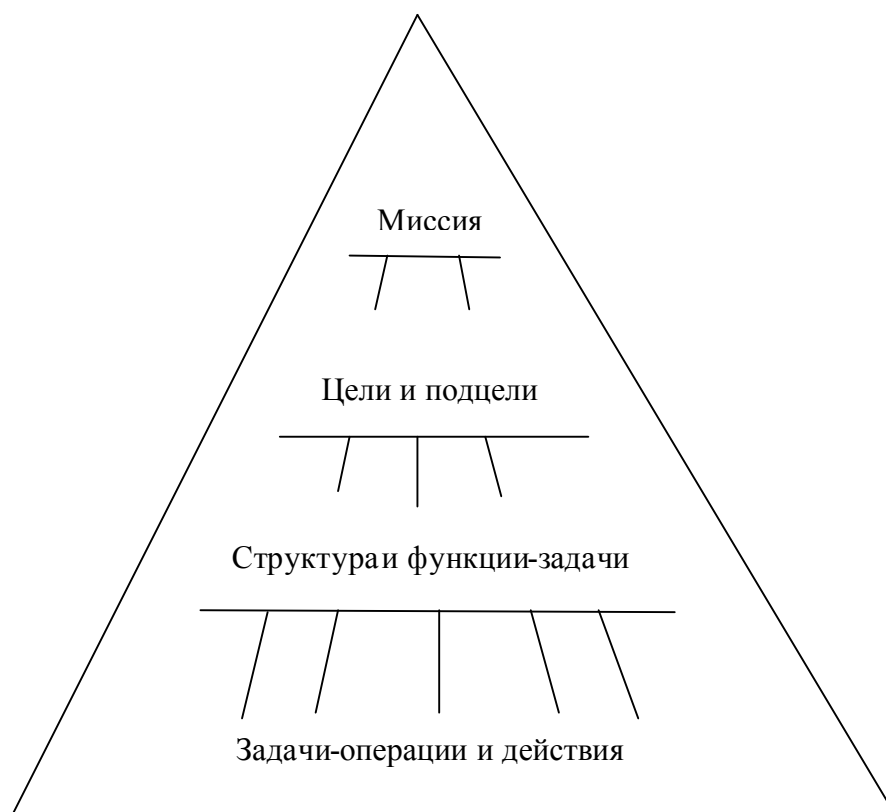 Миссия
Цели и подцели
Структура и функции-задачи
Задачи-операции и действия